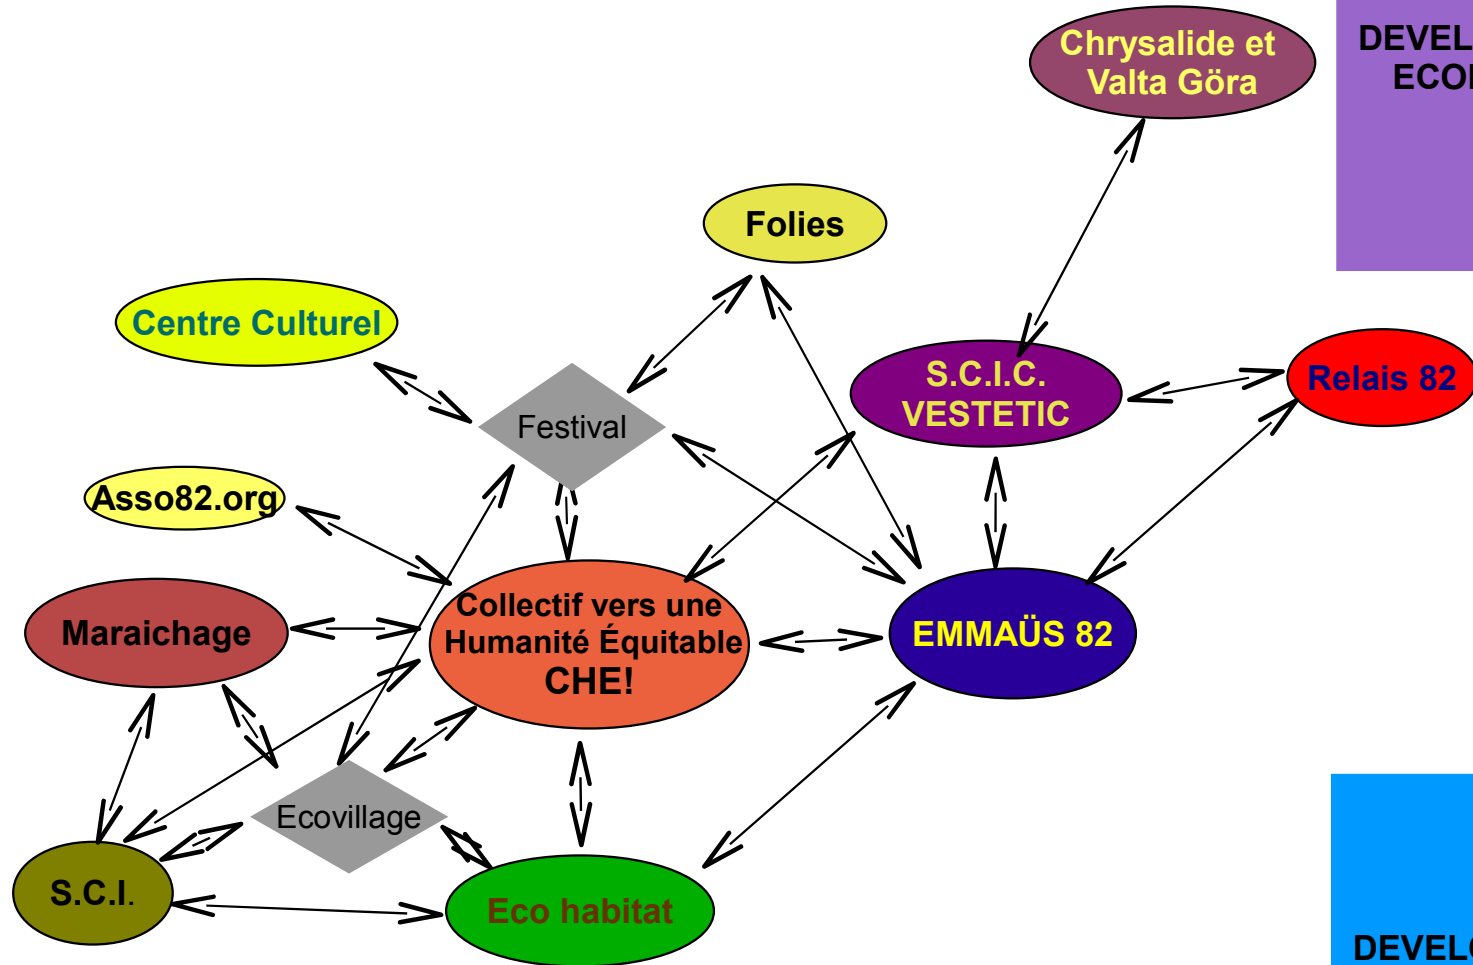 Chrysalide et
Valta Göra
DEVEL
ECO
Folies
Centre Culturel
S.C.I.C.
VESTETIC
Relais 82
Festival
Asso82.org
Collectif vers une
Humanité Équitable
CHE!
Maraichage
EMMAÜS 82
Ecovillage
S.C.I.
Eco habitat
DEVELO